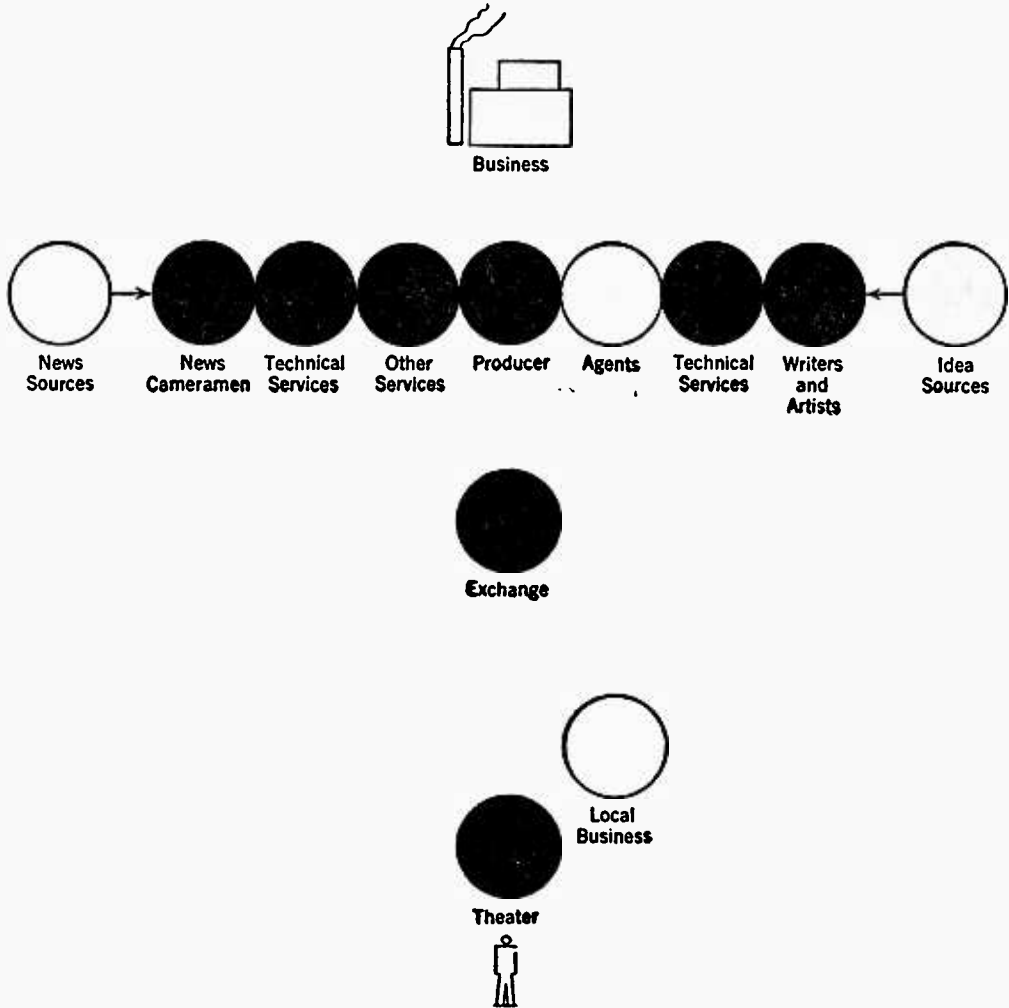 Business
News
Sources
News
Cameramen
Technical
Services
Other
Services
Producer
Agents
Technical
Services
Writers
and
Artists
Idea
Sources
Exchange
Local
Business
Theater